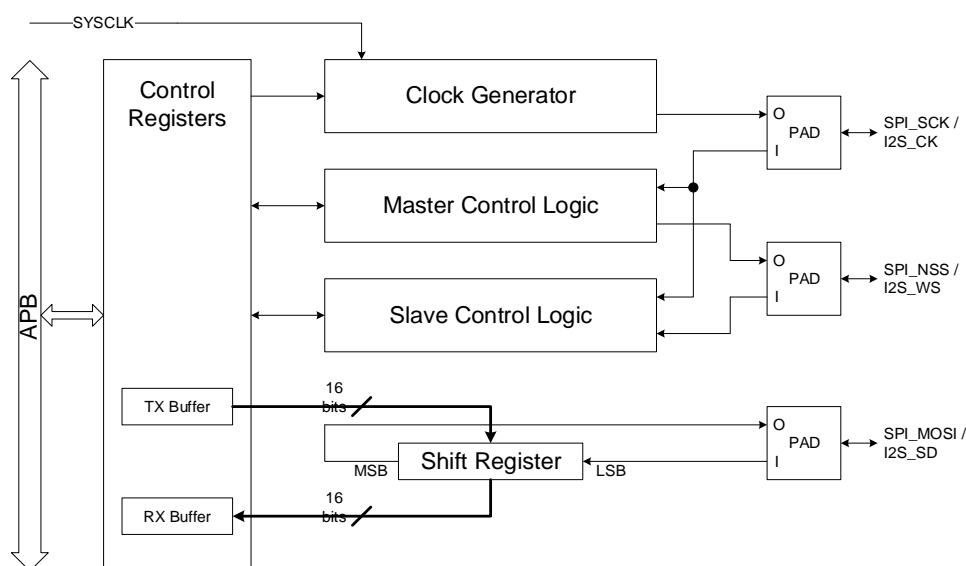 SYSCLK
APB
Control
Registers
Clock Generator
O
PAD
I
SPI_SCK /
I2S_CK
Master Control Logic
O
PAD
I
SPI_NSS /
I2S_WS
Slave Control Logic
TX Buffer
16
bits
O
PAD
I
SPI_MOSI /
I2S_SD
MSB
Shift Register
LSB
RX Buffer
16
bits